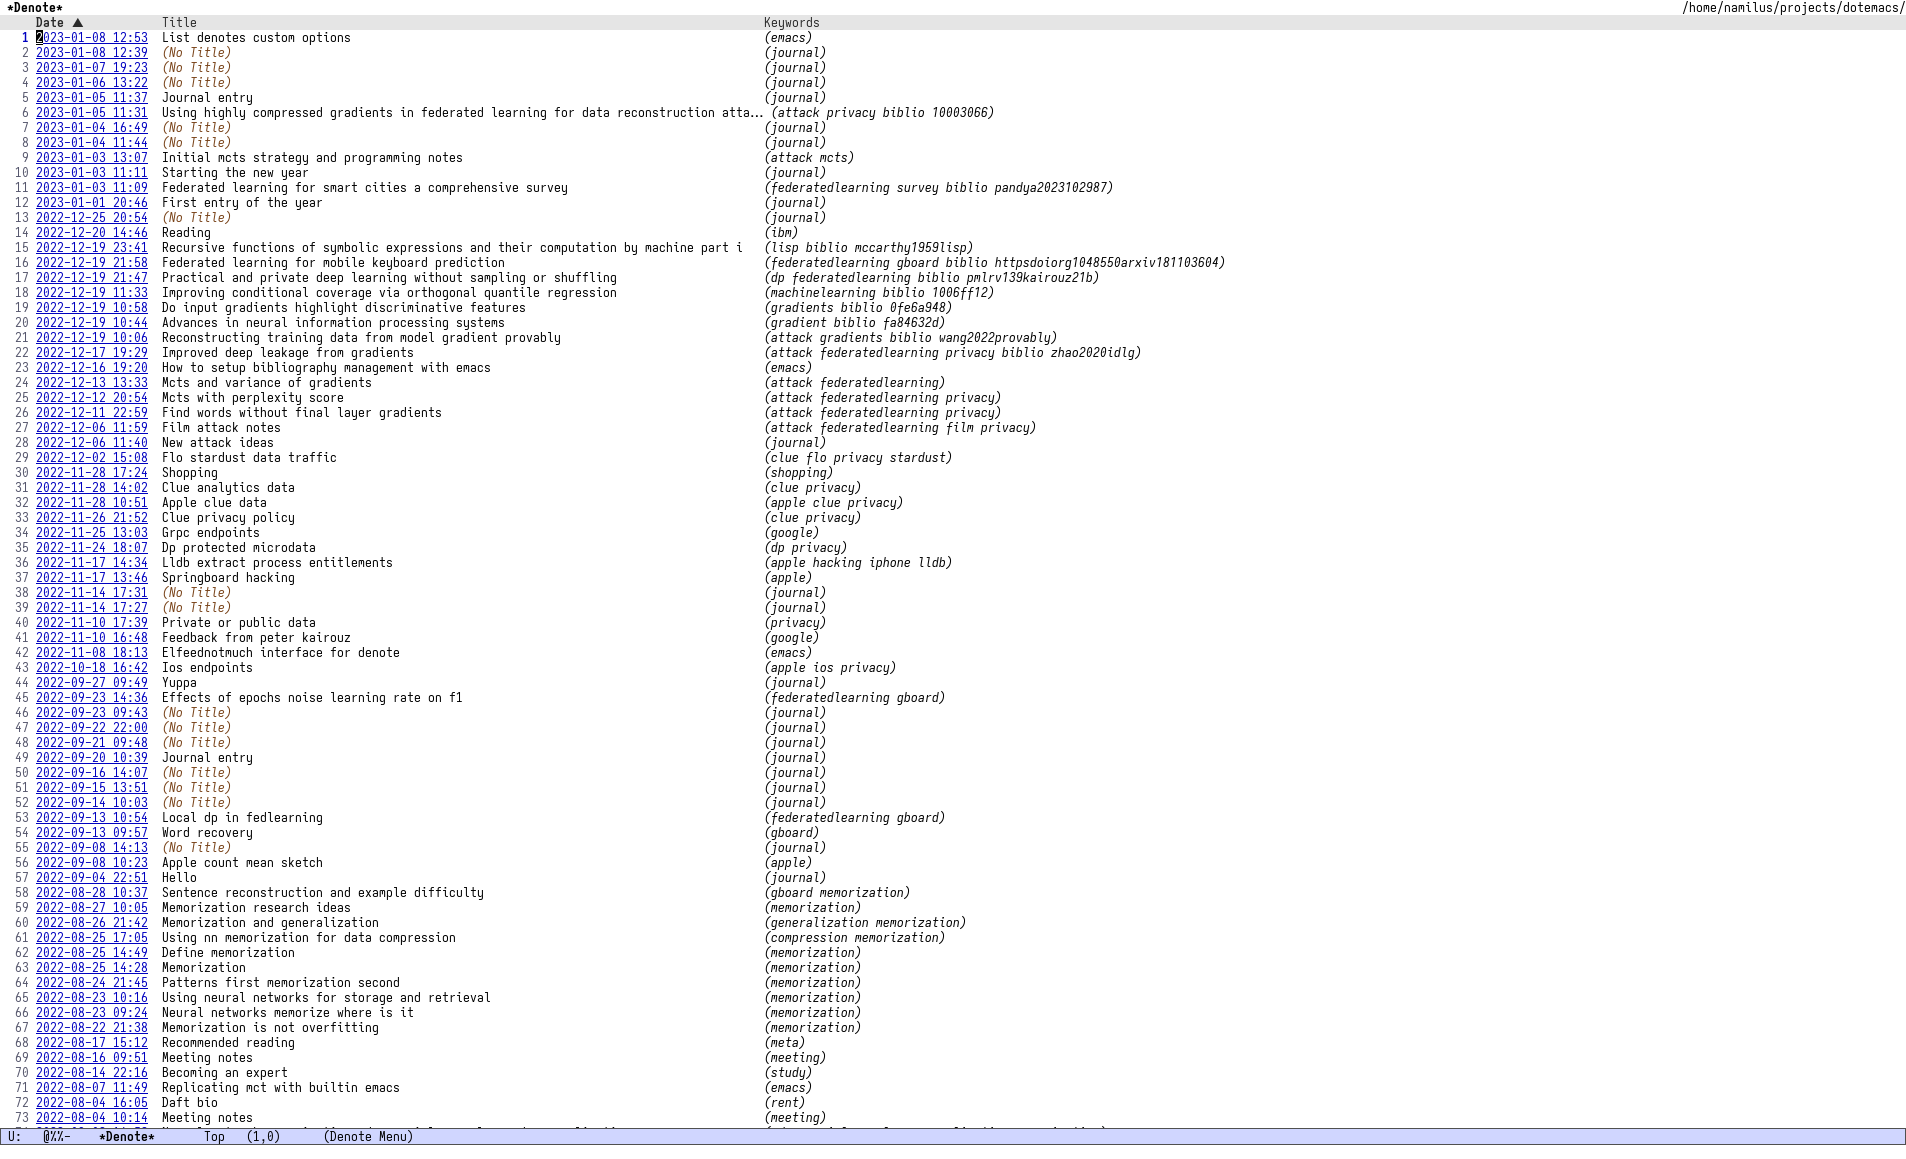 *Denote* /home/namilus/projects/dotemacs/
Date ▲ Title Keywords
1 2023-01-08 12:53 List denotes custom options (emacs)
2 2023-01-08 12:39 (No Title) (journal)
3 2023-01-07 19:23 (No Title) (journal)
4 2023-01-06 13:22 (No Title) (journal)
5 2023-01-05 11:37 Journal entry (journal)
6 2023-01-05 11:31 Using highly compressed gradients in federated learning for data reconstruction atta... (attack privacy biblio 10003066)
7 2023-01-04 16:49 (No Title) (journal)
8 2023-01-04 11:44 (No Title) (journal)
9 2023-01-03 13:07 Initial mcts strategy and programming notes (attack mcts)
10 2023-01-03 11:11 Starting the new year (journal)
11 2023-01-03 11:09 Federated learning for smart cities a comprehensive survey (federatedlearning survey biblio pandya2023102987)
12 2023-01-01 20:46 First entry of the year (journal)
13 2022-12-25 20:54 (No Title) (journal)
14 2022-12-20 14:46 Reading (ibm)
15 2022-12-19 23:41 Recursive functions of symbolic expressions and their computation by machine part i (lisp biblio mccarthy1959lisp)
16 2022-12-19 21:58 Federated learning for mobile keyboard prediction (federatedlearning gboard biblio httpsdoiorg1048550arxiv181103604)
17 2022-12-19 21:47 Practical and private deep learning without sampling or shuffling (dp federatedlearning biblio pmlrv139kairouz21b)
18 2022-12-19 11:33 Improving conditional coverage via orthogonal quantile regression (machinelearning biblio 1006ff12)
19 2022-12-19 10:58 Do input gradients highlight discriminative features (gradients biblio 0fe6a948)
20 2022-12-19 10:44 Advances in neural information processing systems (gradient biblio fa84632d)
21 2022-12-19 10:06 Reconstructing training data from model gradient provably (attack gradients biblio wang2022provably)
22 2022-12-17 19:29 Improved deep leakage from gradients (attack federatedlearning privacy biblio zhao2020idlg)
23 2022-12-16 19:20 How to setup bibliography management with emacs (emacs)
24 2022-12-13 13:33 Mcts and variance of gradients (attack federatedlearning)
25 2022-12-12 20:54 Mcts with perplexity score (attack federatedlearning privacy)
26 2022-12-11 22:59 Find words without final layer gradients (attack federatedlearning privacy)
27 2022-12-06 11:59 Film attack notes (attack federatedlearning film privacy)
28 2022-12-06 11:40 New attack ideas (journal)
29 2022-12-02 15:08 Flo stardust data traffic (clue flo privacy stardust)
30 2022-11-28 17:24 Shopping (shopping)
31 2022-11-28 14:02 Clue analytics data (clue privacy)
32 2022-11-28 10:51 Apple clue data (apple clue privacy)
33 2022-11-26 21:52 Clue privacy policy (clue privacy)
34 2022-11-25 13:03 Grpc endpoints (google)
35 2022-11-24 18:07 Dp protected microdata (dp privacy)
36 2022-11-17 14:34 Lldb extract process entitlements (apple hacking iphone lldb)
37 2022-11-17 13:46 Springboard hacking (apple)
38 2022-11-14 17:31 (No Title) (journal)
39 2022-11-14 17:27 (No Title) (journal)
40 2022-11-10 17:39 Private or public data (privacy)
41 2022-11-10 16:48 Feedback from peter kairouz (google)
42 2022-11-08 18:13 Elfeednotmuch interface for denote (emacs)
43 2022-10-18 16:42 Ios endpoints (apple ios privacy)
44 2022-09-27 09:49 Yuppa (journal)
45 2022-09-23 14:36 Effects of epochs noise learning rate on f1 (federatedlearning gboard)
46 2022-09-23 09:43 (No Title) (journal)
47 2022-09-22 22:00 (No Title) (journal)
48 2022-09-21 09:48 (No Title) (journal)
49 2022-09-20 10:39 Journal entry (journal)
50 2022-09-16 14:07 (No Title) (journal)
51 2022-09-15 13:51 (No Title) (journal)
52 2022-09-14 10:03 (No Title) (journal)
53 2022-09-13 10:54 Local dp in fedlearning (federatedlearning gboard)
54 2022-09-13 09:57 Word recovery (gboard)
55 2022-09-08 14:13 (No Title) (journal)
56 2022-09-08 10:23 Apple count mean sketch (apple)
57 2022-09-04 22:51 Hello (journal)
58 2022-08-28 10:37 Sentence reconstruction and example difficulty (gboard memorization)
59 2022-08-27 10:05 Memorization research ideas (memorization)
60 2022-08-26 21:42 Memorization and generalization (generalization memorization)
61 2022-08-25 17:05 Using nn memorization for data compression (compression memorization)
62 2022-08-25 14:49 Define memorization (memorization)
63 2022-08-25 14:28 Memorization (memorization)
64 2022-08-24 21:45 Patterns first memorization second (memorization)
65 2022-08-23 10:16 Using neural networks for storage and retrieval (memorization)
66 2022-08-23 09:24 Neural networks memorize where is it (memorization)
67 2022-08-22 21:38 Memorization is not overfitting (memorization)
68 2022-08-17 15:12 Recommended reading (meta)
69 2022-08-16 09:51 Meeting notes (meeting)
70 2022-08-14 22:16 Becoming an expert (study)
71 2022-08-07 11:49 Replicating mct with builtin emacs (emacs)
72 2022-08-04 16:05 Daft bio (rent)
73 2022-08-04 10:14 Meeting notes (meeting)
U: @%%- *Denote* Top (1,0) (Denote Menu)